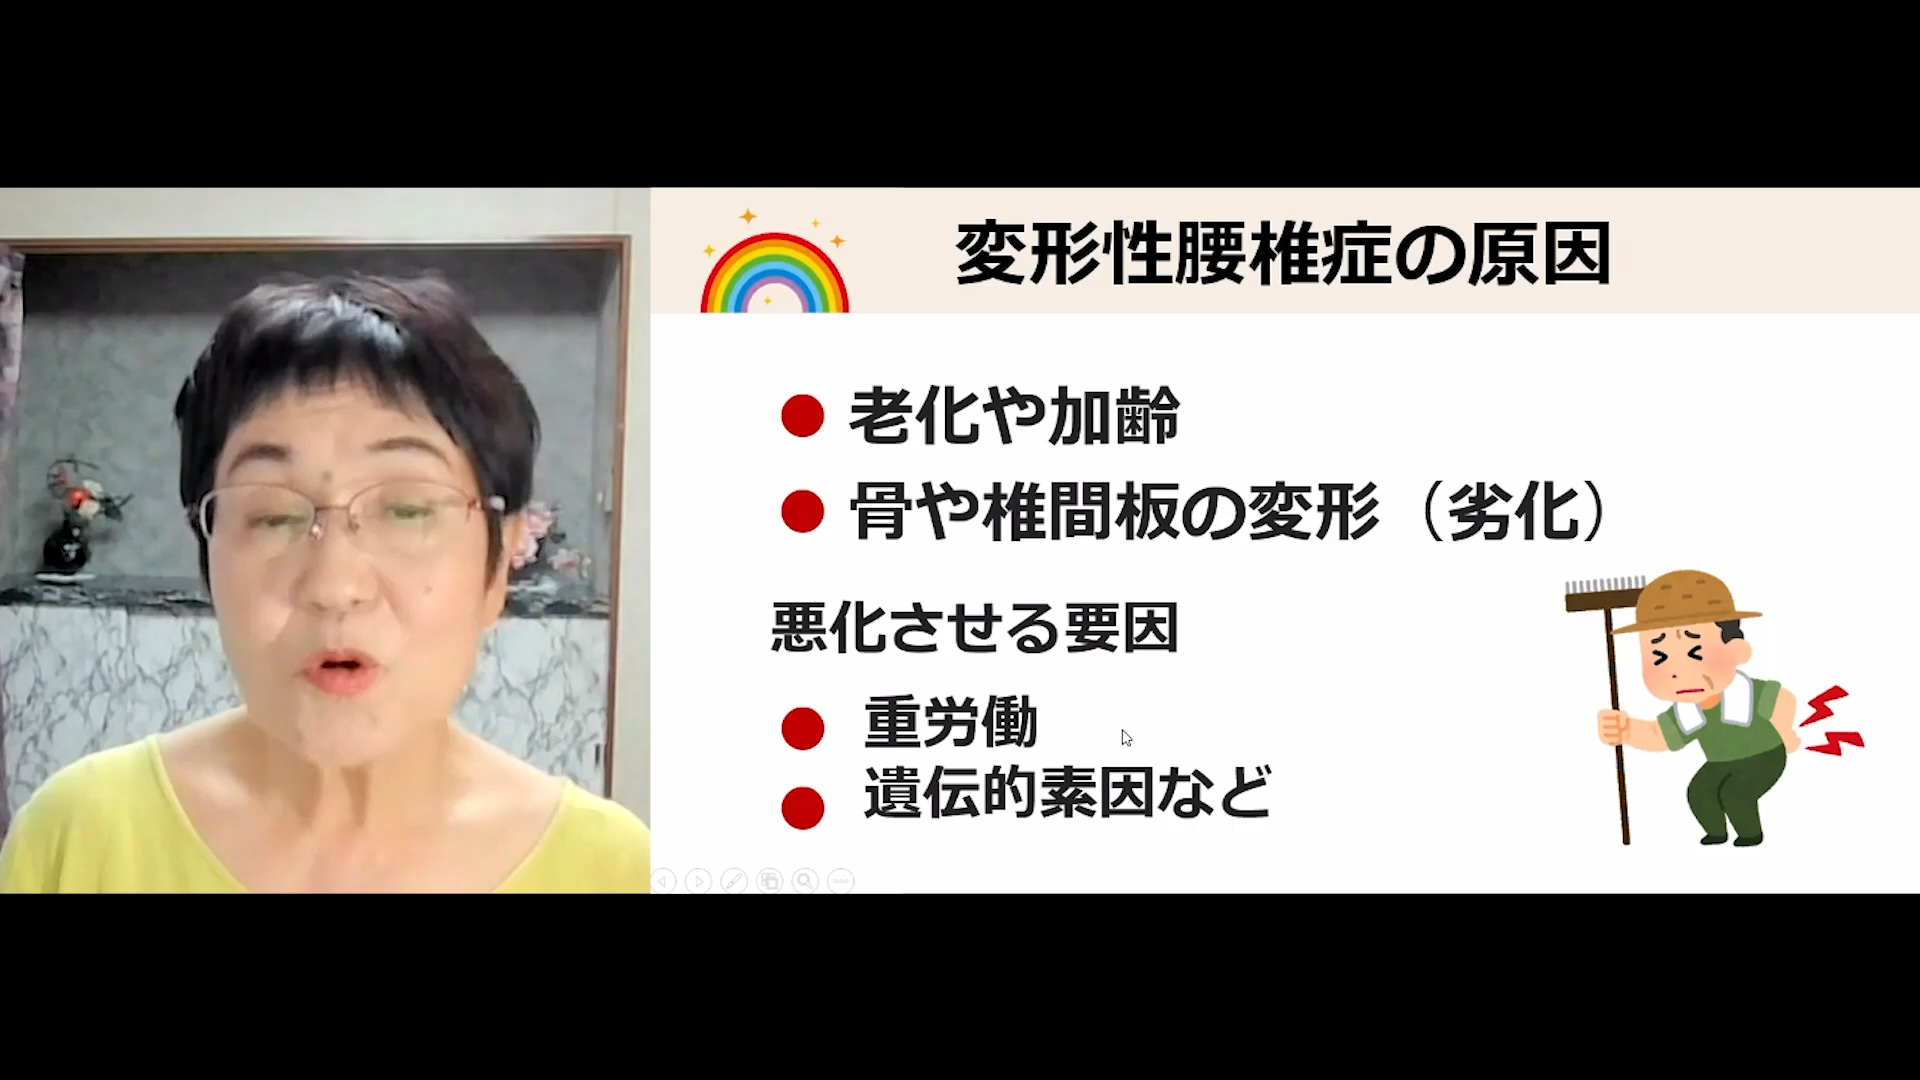 変形性腰椎症の原因
老化や加齢
骨や椎間板の変形（劣化）
悪化させる要因
重労働
遺伝的素因など